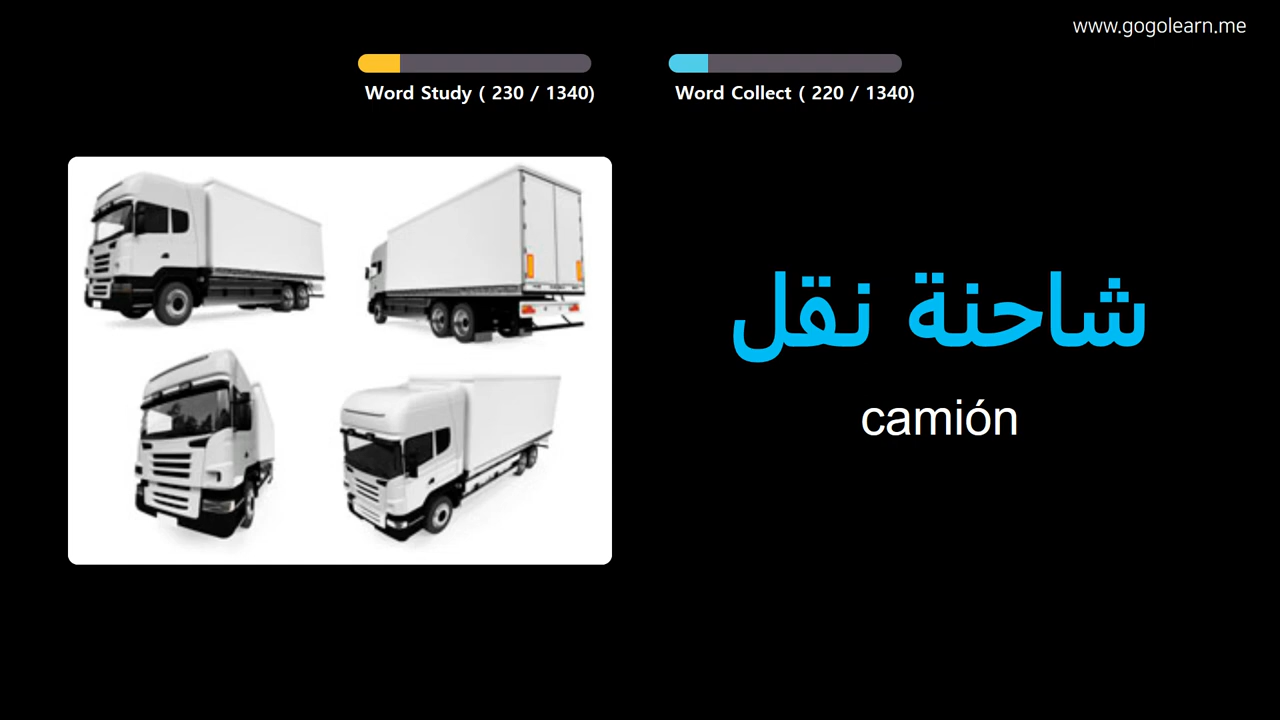 www.gogolearn.me
Word Study ( 230 / 1340)
Word Collect ( 220 / 1340)
شاحنة نقل
camión